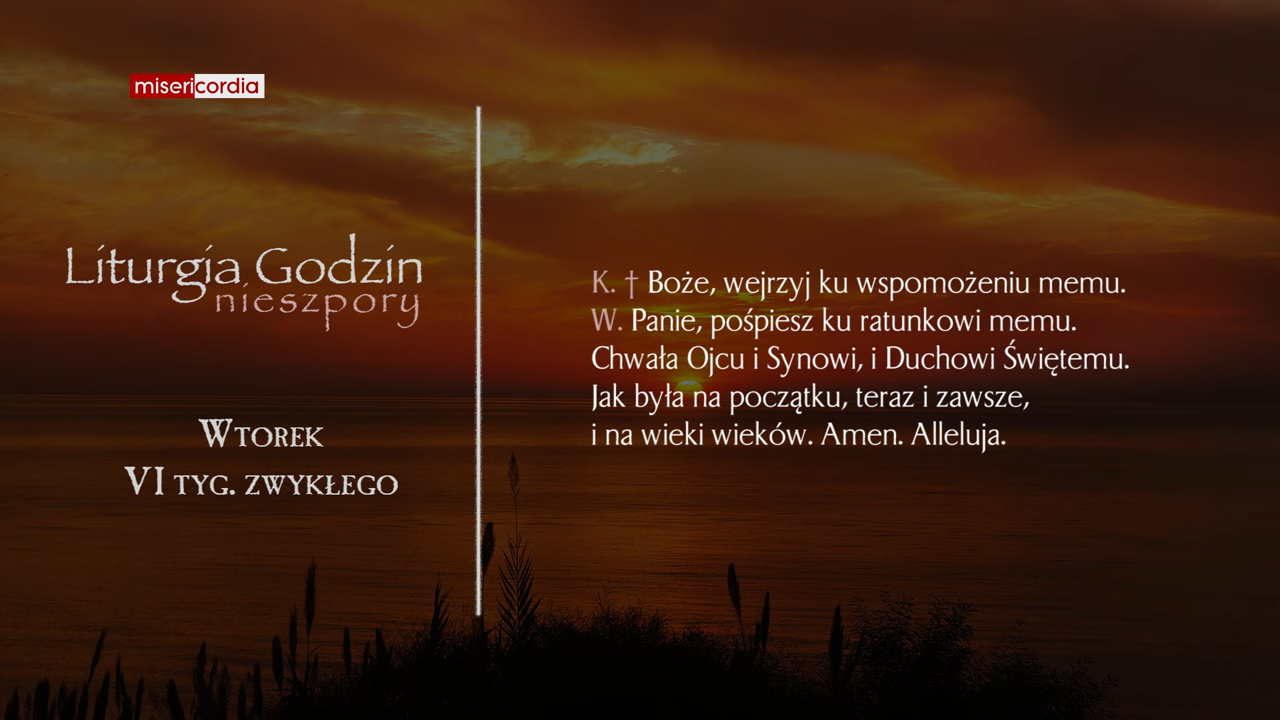 misericordia
Liturgia Godzin
nieszpory
Wtorek
VI tyg. zwykłego
K. † Boże, wejrzyj ku wspomożeniu memu.
W. Panie, pośpiesz ku ratunkowi memu.
Chwała Ojcu i Synowi, i Duchowi Świętemu.
Jak była na początku, teraz i zawsze,
i na wieki wieków. Amen. Alleluja.